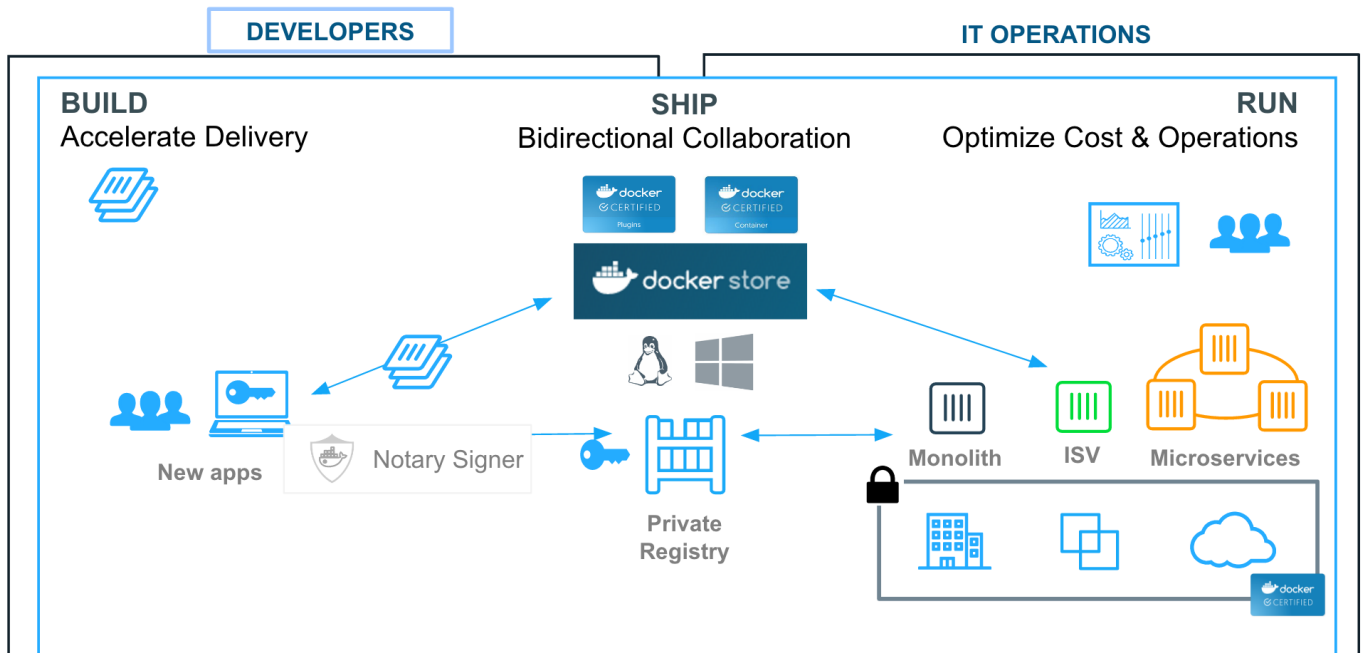 DEVELOPERS
IT OPERATIONS
BUILD
Accelerate Delivery
SHIP
Bidirectional Collaboration
RUN
Optimize Cost & Operations
docker
CERTIFIED
Plugins
docker
CERTIFIED
Container
docker store
New apps
Notary Signer
Private
Registry
Monolith
ISV
Microservices
docker
CERTIFIED